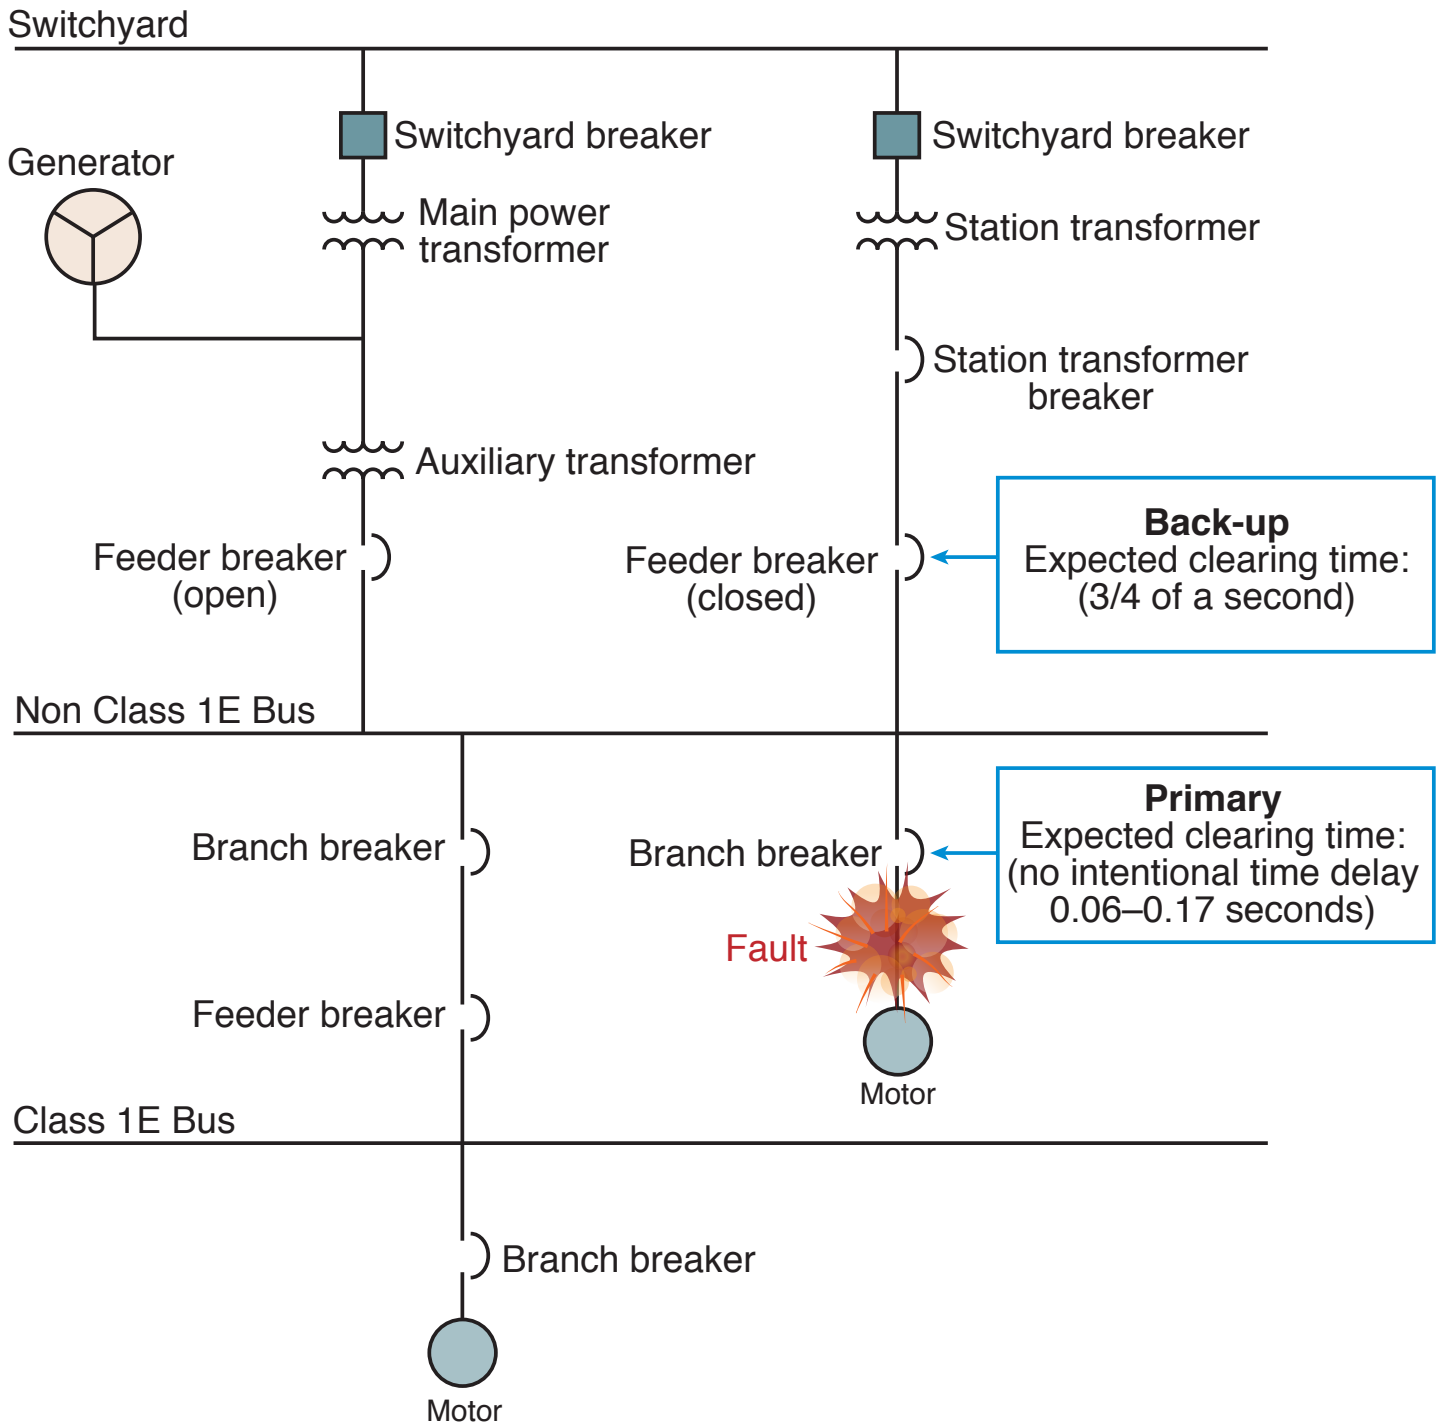 Switchyard
Switchyard breaker
Switchyard breaker
Generator
Main power
transformer
Station transformer
Station transformer
breaker
Auxiliary transformer
Feeder breaker
(open)
Feeder breaker
(closed)
Back-up
Expected clearing time:
(3/4 of a second)
Non Class 1E Bus
Branch breaker
Branch breaker
Primary
Expected clearing time:
(no intentional time delay
0.06–0.17 seconds)
Fault
Feeder breaker
Motor
Class 1E Bus
Branch breaker
Motor